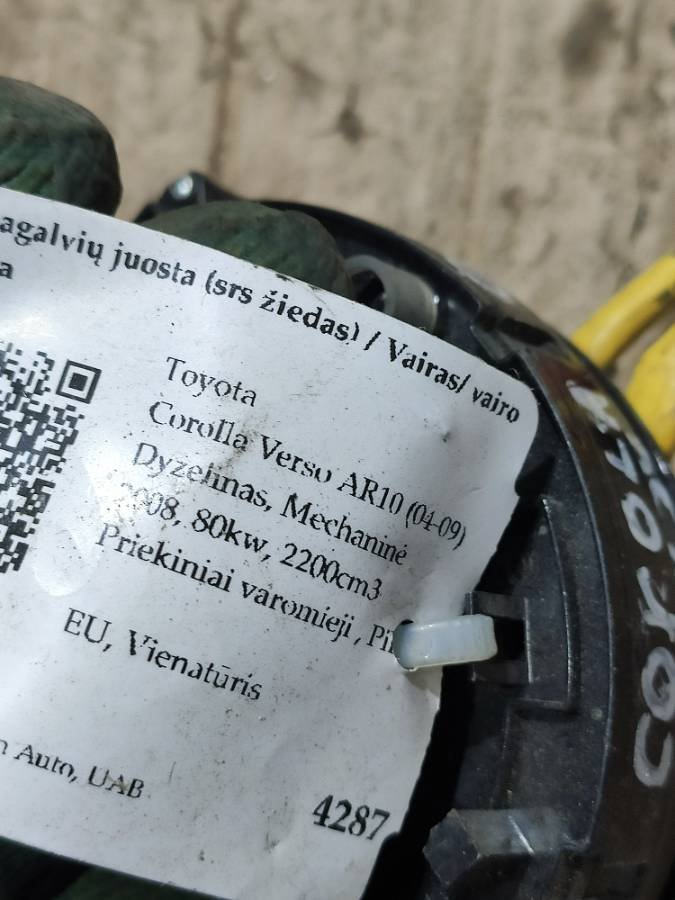 agalvių juosta (srs žiedas) / Vairas/ vairo
a
Toyota
Corolla Verso AR10 (04-09)
Dyzelinas, Mechaninė
2008, 80kw, 2200cm3
Priekiniai varomieji, Pil
EU, Vienatūris
n Auto, UAB
4287